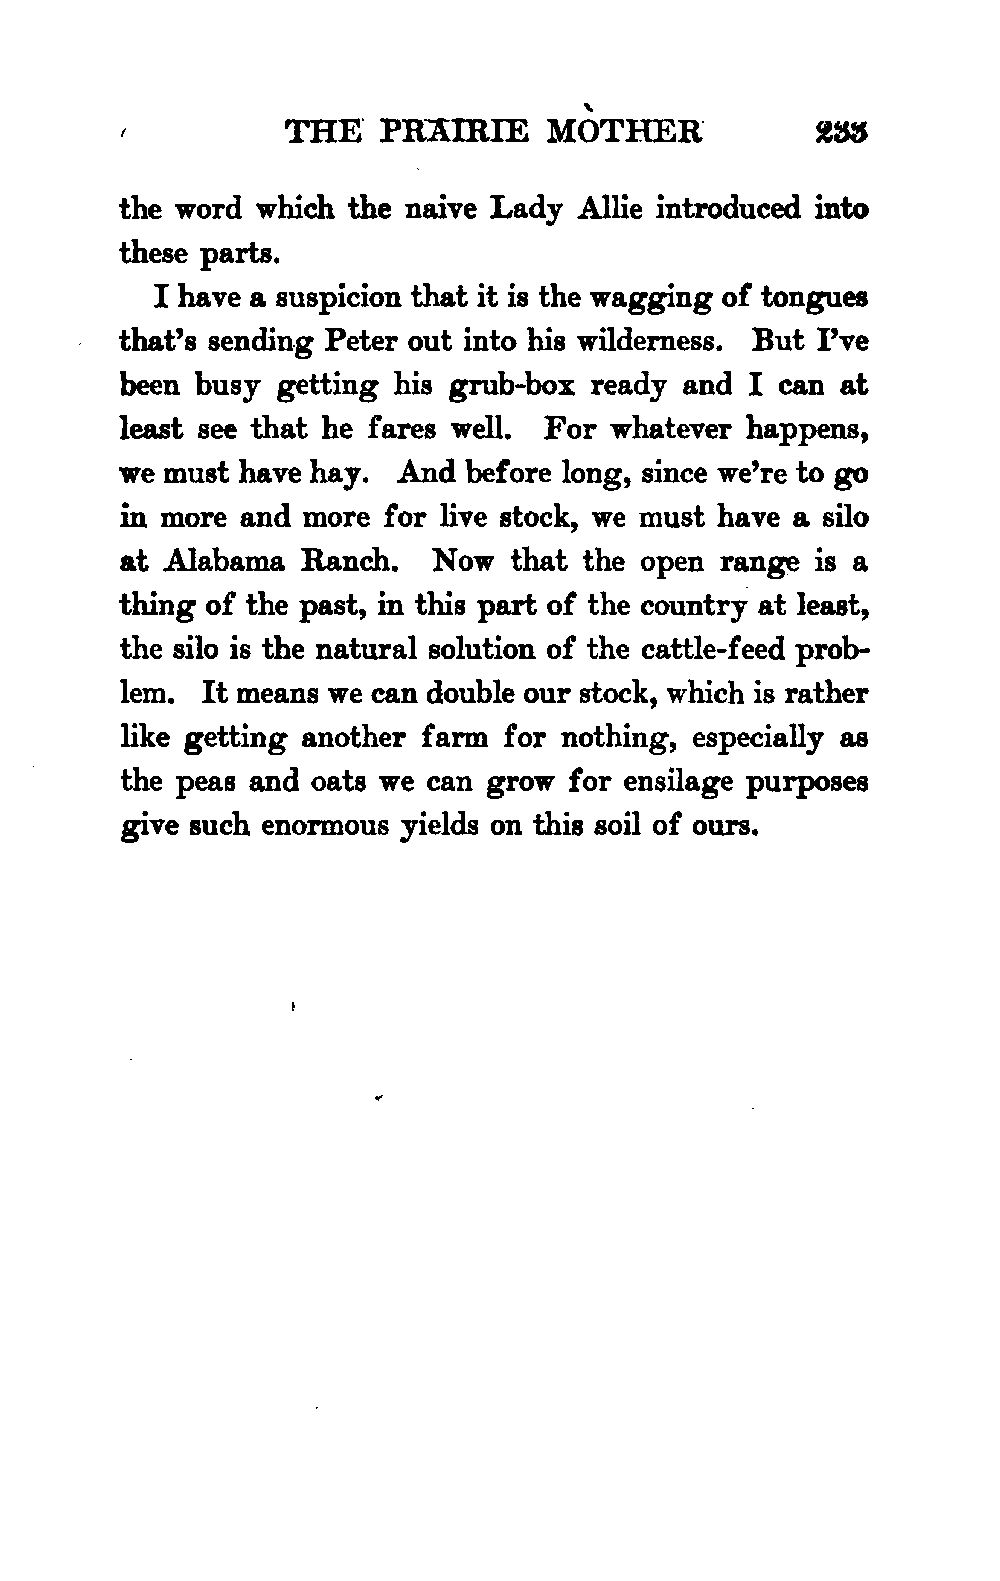 THE PRAIRIE MOTHER 233
the word which the naive Lady Allie introduced into
these parts.
I have a suspicion that it is the wagging of tongues
that's sending Peter out into his wilderness. But I've
been busy getting his grub-box ready and I can at
least see that he fares well. For whatever happens,
we must have hay. And before long, since we're to go
in more and more for live stock, we must have a silo
at Alabama Ranch. Now that the open range is a
thing of the past, in this part of the country at least,
the silo is the natural solution of the cattle-feed prob-
lem. It means we can double our stock, which is rather
like getting another farm for nothing, especially as
the peas and oats we can grow for ensilage purposes
give such enormous yields on this soil of ours.